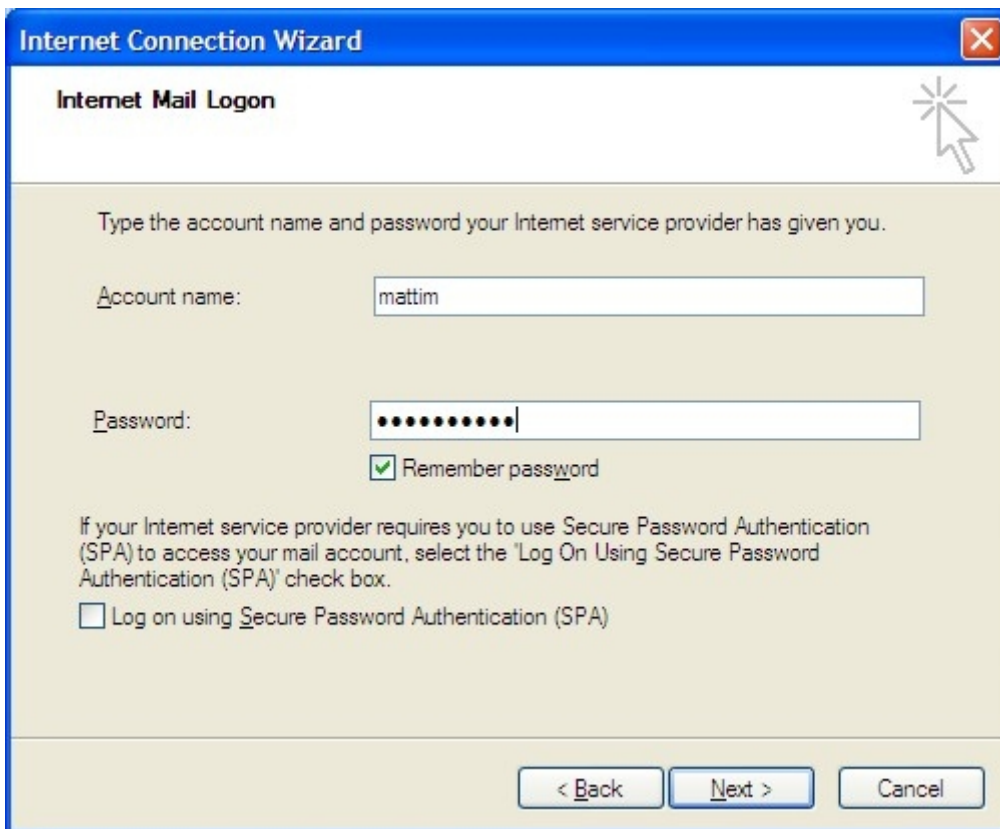 Internet Connection Wizard
Internet Mail Logon
Type the account name and password your Internet service provider has given you.
Account name:
mattim
Password:
••••••••••
Remember password
If your Internet service provider requires you to use Secure Password Authentication
(SPA) to access your mail account, select the 'Log On Using Secure Password
Authentication (SPA)' check box.
Log on using Secure Password Authentication (SPA)
< Back
Next >
Cancel